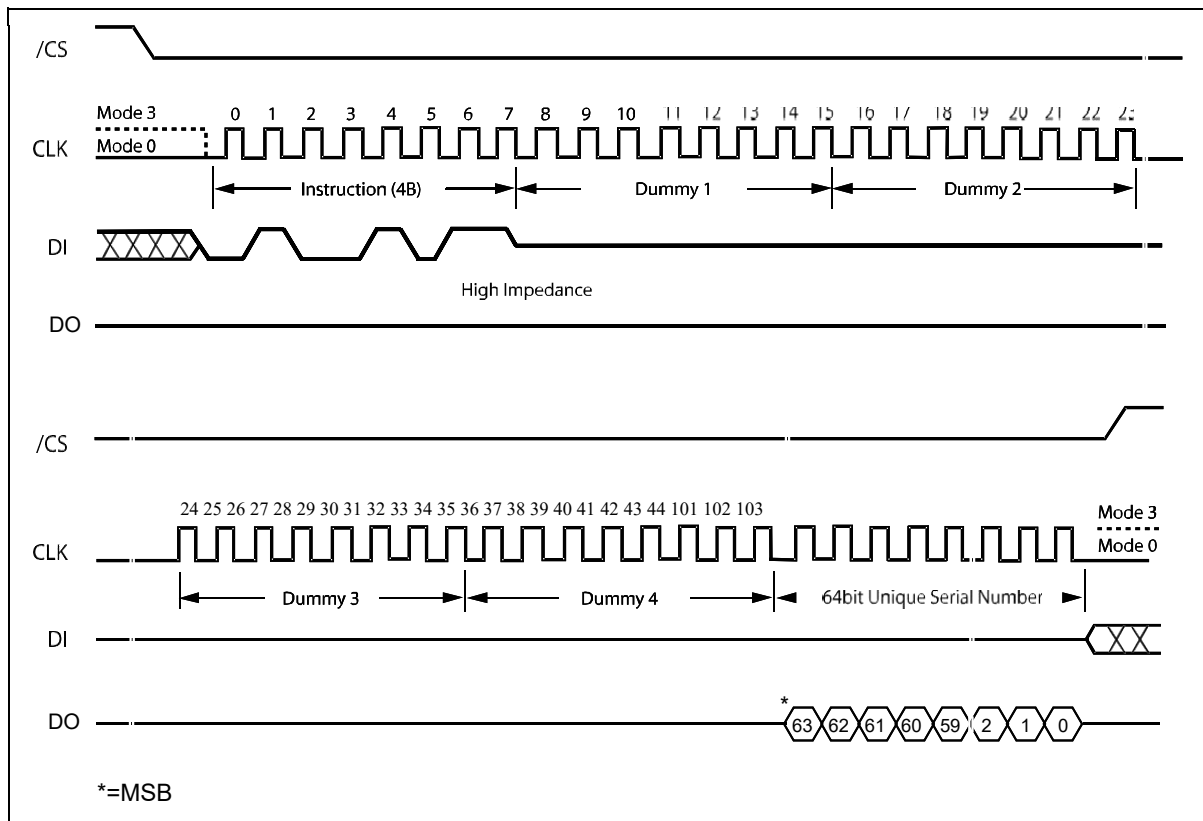 /CS
Mode 3
0 1 2 3 4 5 6 7 8 9 10 11 12 13 14 15 16 17 18 19 20 21 22 23
CLK
Mode 0
Instruction (4B)
Dummy 1
Dummy 2
DI
High Impedance
DO
/CS
24 25 26 27 28 29 30 31 32 33 34 35 36 37 38 39 40 41 42 43 44 101 102 103
Mode 3
CLK
Mode 0
Dummy 3
Dummy 4
64bit Unique Serial Number
DI
*
DO
63 62 61 60 59 2 1 0
*=MSB